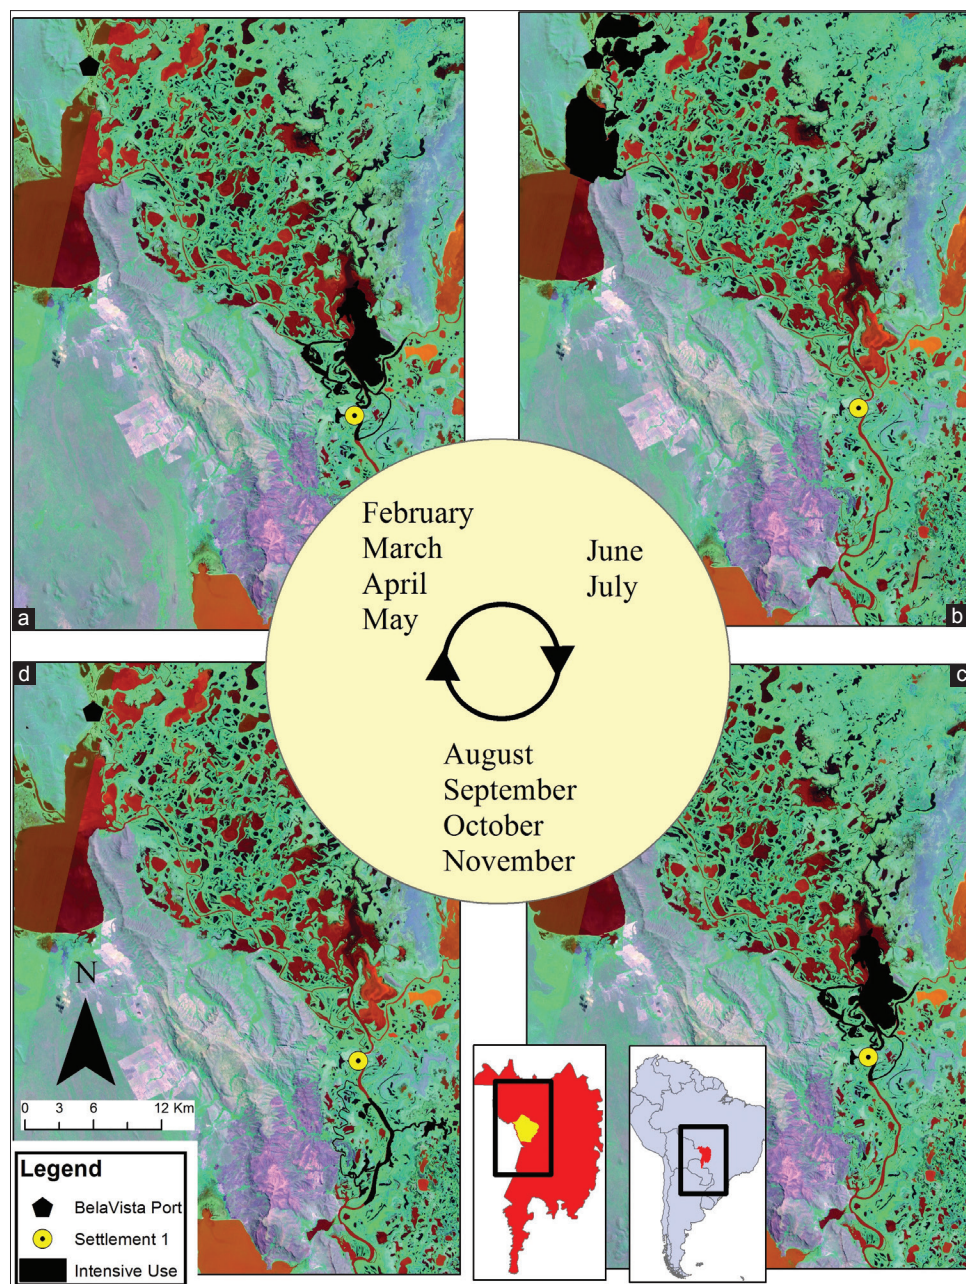 a
b
February
March
April
May
June
July
d
c
August
September
October
November
N
0 3 6 12 Km
Legend
BelaVista Port
Settlement 1
Intensive Use